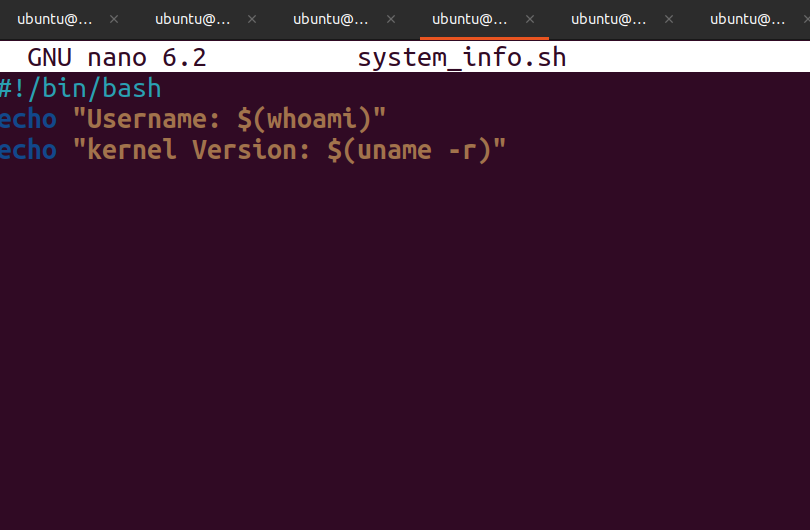 ubuntu@... × ubuntu@... × ubuntu@... × ubuntu@... × ubuntu@... × ubuntu@... ×
GNU nano 6.2 system_info.sh
#!/bin/bash
echo "Username: $(whoami)"
echo "kernel Version: $(uname -r)"